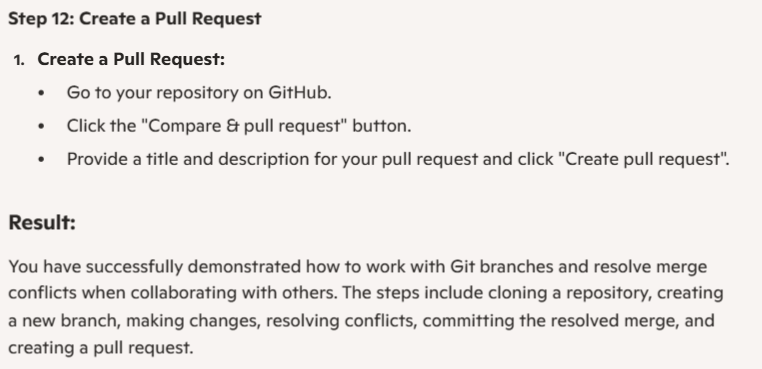 Step 12: Create a Pull Request
1. Create a Pull Request:
• Go to your repository on GitHub.
• Click the "Compare & pull request" button.
• Provide a title and description for your pull request and click "Create pull request".
Result:
You have successfully demonstrated how to work with Git branches and resolve merge
conflicts when collaborating with others. The steps include cloning a repository, creating
a new branch, making changes, resolving conflicts, committing the resolved merge, and
creating a pull request.